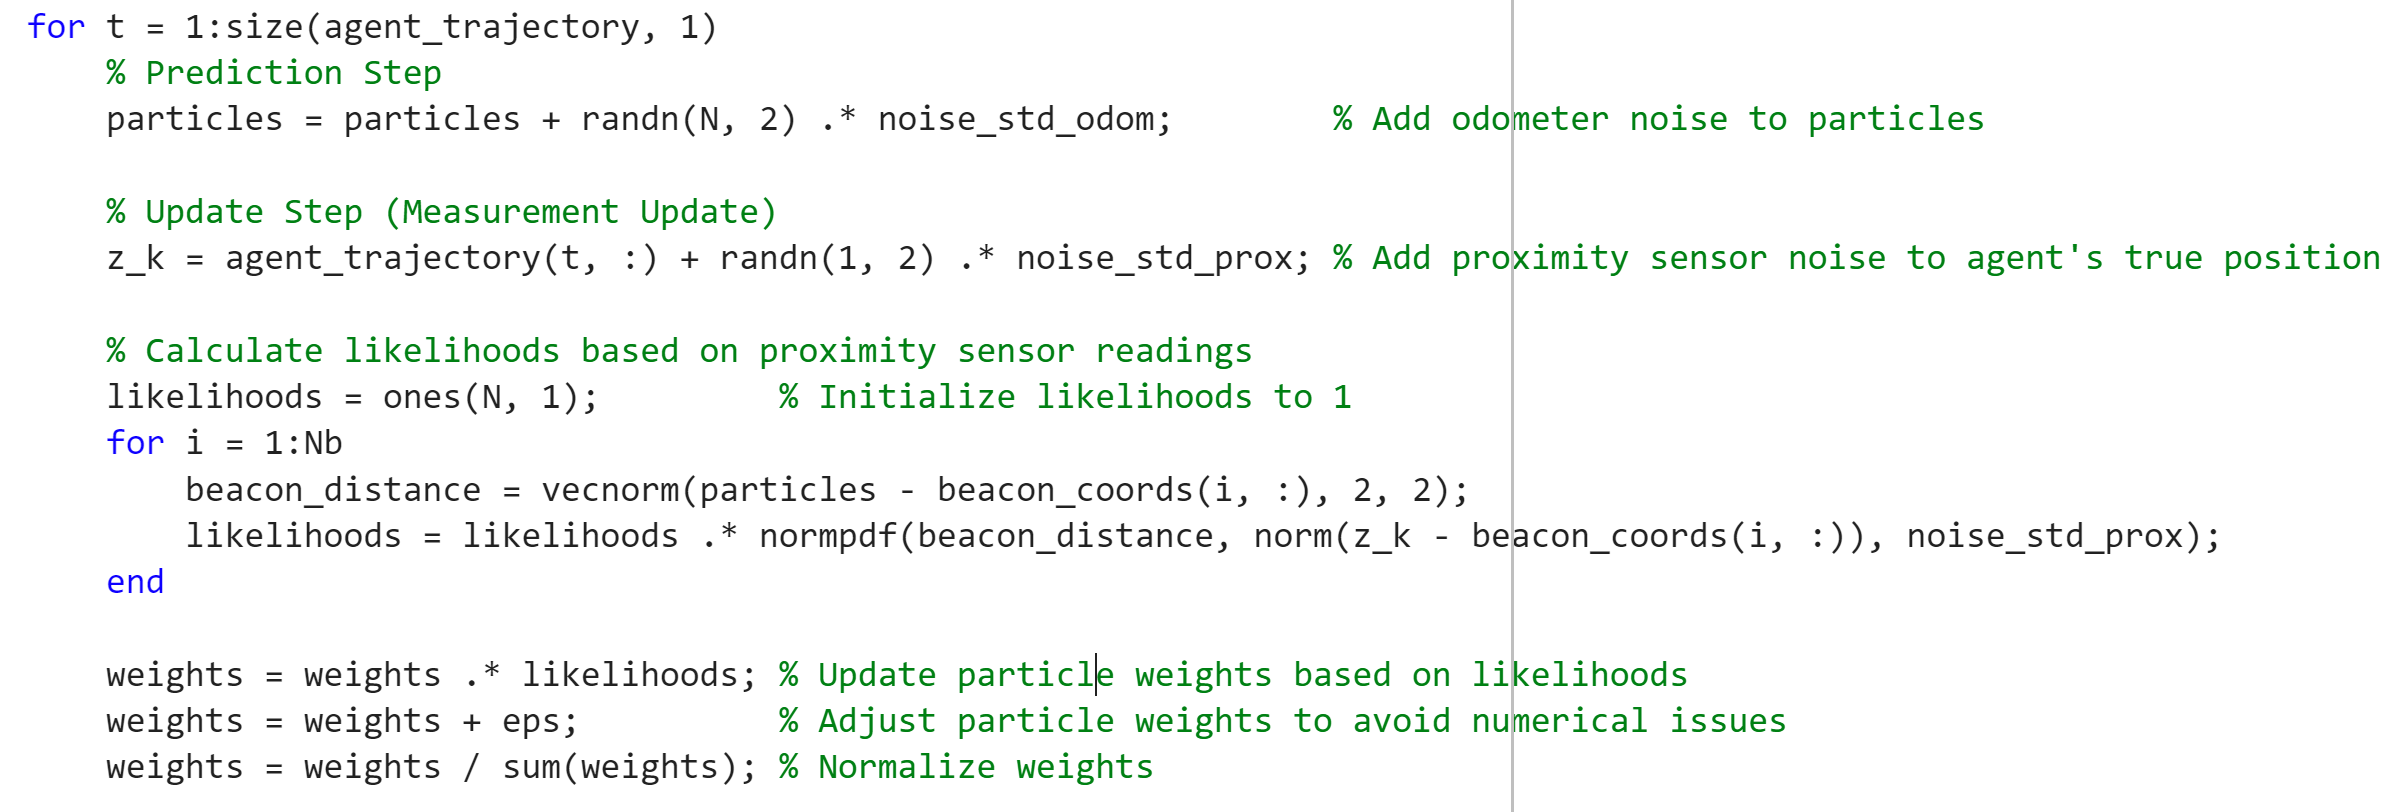 for t = 1:size(agent_trajectory, 1)
    % Prediction Step
    particles = particles + randn(N, 2) .* noise_std_odom;        % Add odometer noise to particles

    % Update Step (Measurement Update)
    z_k = agent_trajectory(t, :) + randn(1, 2) .* noise_std_prox; % Add proximity sensor noise to agent's true position

    % Calculate likelihoods based on proximity sensor readings
    likelihoods = ones(N, 1);         % Initialize likelihoods to 1
    for i = 1:Nb
        beacon_distance = vecnorm(particles - beacon_coords(i, :), 2, 2);
        likelihoods = likelihoods .* normpdf(beacon_distance, norm(z_k - beacon_coords(i, :)), noise_std_prox);
    end

    weights = weights .* likelihoods; % Update particle weights based on likelihoods
    weights = weights + eps;          % Adjust particle weights to avoid numerical issues
    weights = weights / sum(weights); % Normalize weights